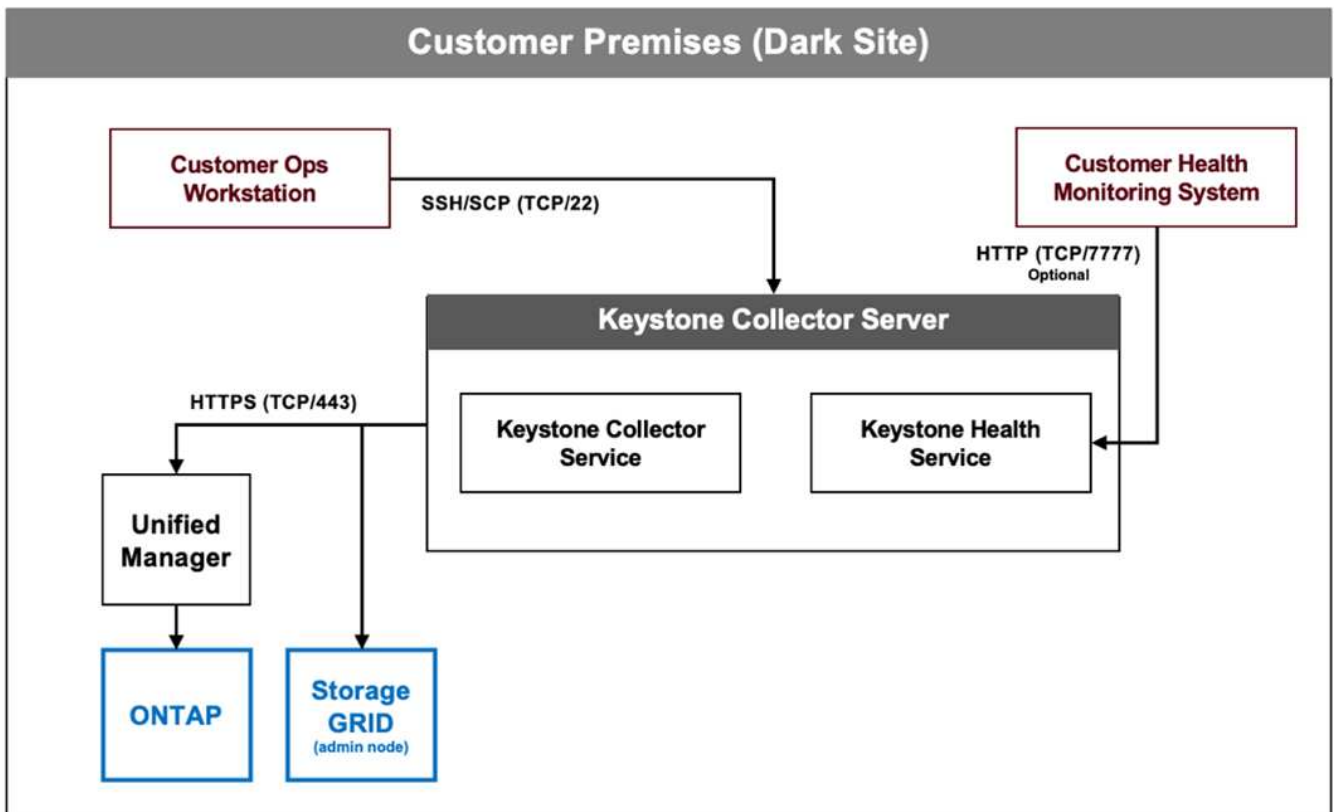 Customer Premises (Dark Site)
Customer Ops
Workstation
SSH/SCP (TCP/22)
Customer Health
Monitoring System
HTTP (TCP/7777)
Optional
Keystone Collector Server
HTTPS (TCP/443)
Keystone Collector
Service
Keystone Health
Service
Unified
Manager
ONTAP
Storage
GRID
(admin node)